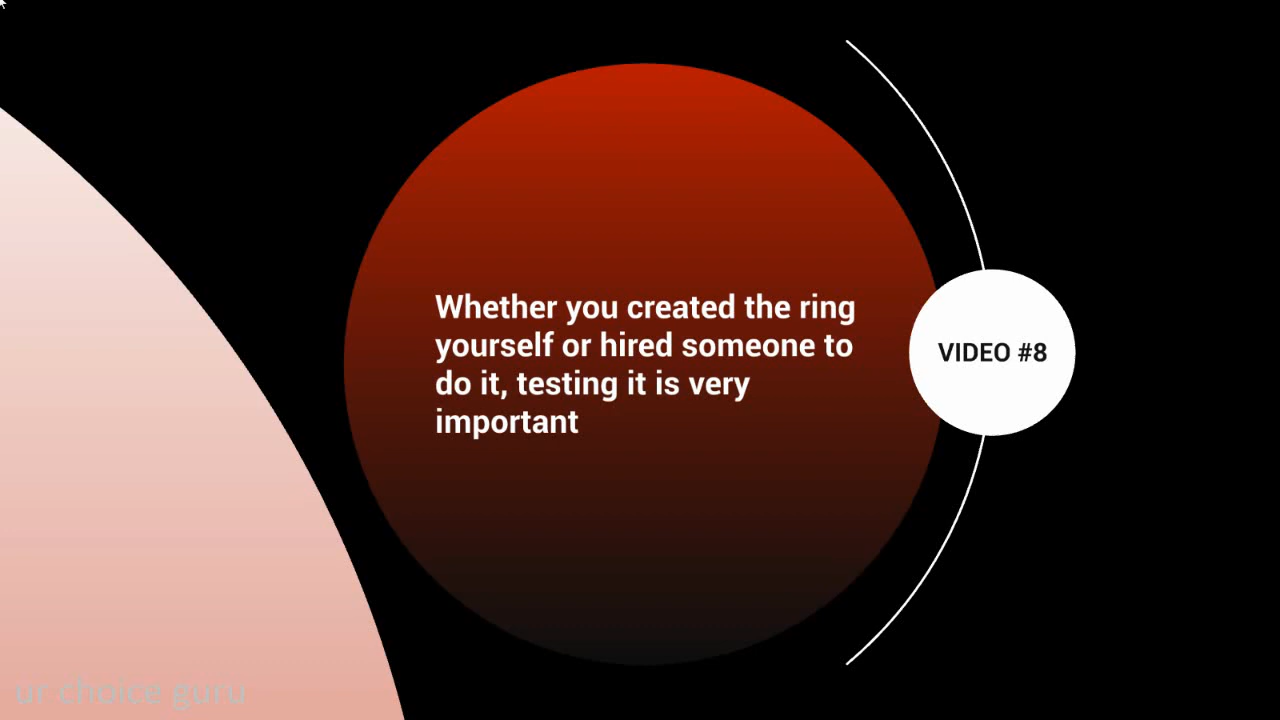 Whether you created the ring
yourself or hired someone to
do it, testing it is very
important
VIDEO #8
ur choice guru